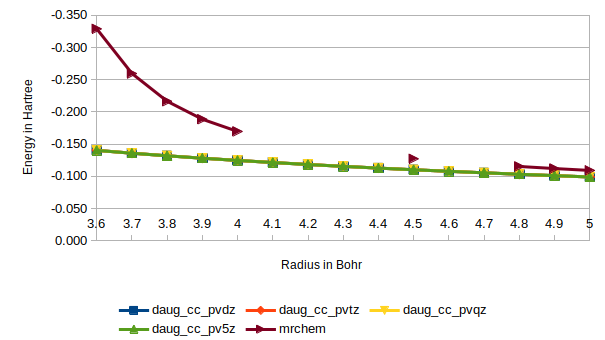 -0.350
-0.300
-0.250
-0.200
-0.150
-0.100
-0.050
0.000
Energy in Hartree
3.6 3.7 3.8 3.9 4 4.1 4.2 4.3 4.4 4.5 4.6 4.7 4.8 4.9 5
Radius in Bohr
daug_cc_pvdz daug_cc_pvtz daug_cc_pvqz
daug_cc_pv5z mrchem